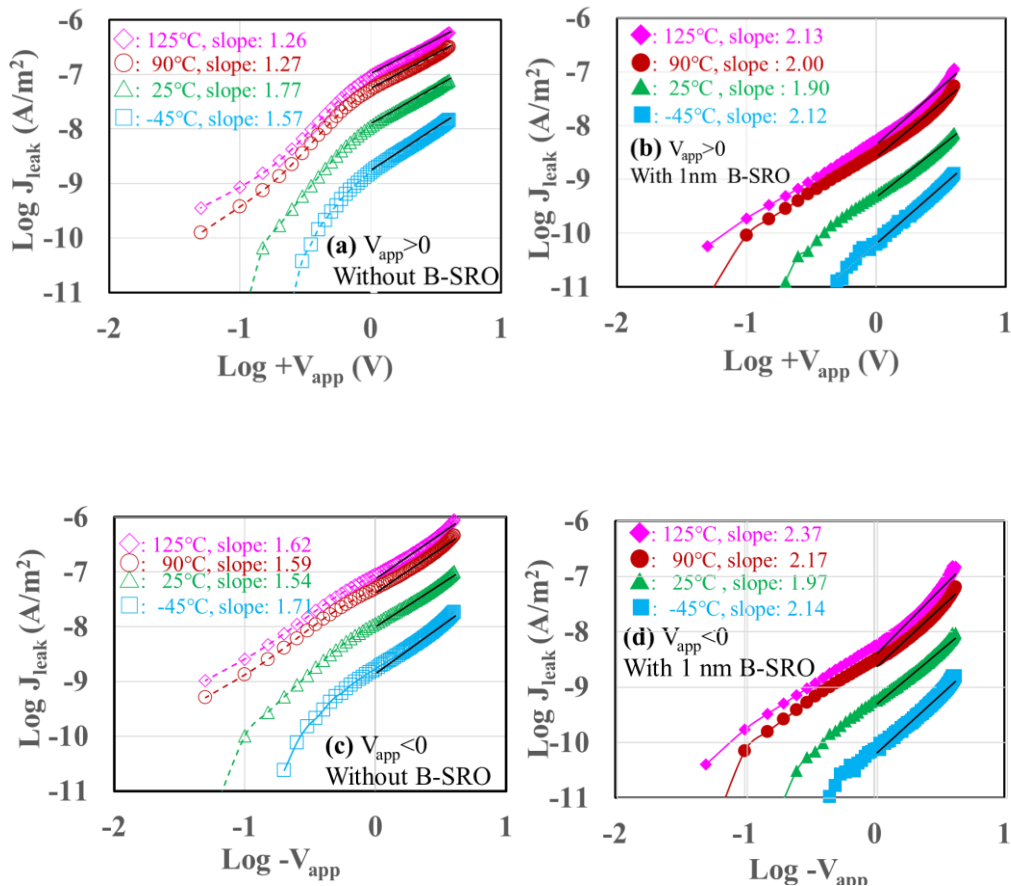 -6
-7
-8
-9
-10
-11
-2
-1
0
1
Log J_leak (A/m²)
Log +V_app (V)
◇: 125°C, slope: 1.26
○: 90°C, slope: 1.27
△: 25°C, slope: 1.77
□: -45°C, slope: 1.57
(a) V_app>0
Without B-SRO
-6
-7
-8
-9
-10
-11
-2
-1
0
1
Log J_leak (A/m²)
Log +V_app (V)
◆: 125°C, slope: 2.13
●: 90°C, slope : 2.00
▲: 25°C , slope: 1.90
■: -45°C, slope: 2.12
(b) V_app>0
With 1nm B-SRO
-6
-7
-8
-9
-10
-11
-2
-1
0
1
Log J_leak (A/m²)
Log -V_app
◇: 125°C, slope: 1.62
○: 90°C, slope: 1.59
△: 25°C, slope: 1.54
□: -45°C, slope: 1.71
(c) V_app<0
Without B-SRO
-6
-7
-8
-9
-10
-11
-2
-1
0
1
Log J_leak (A/m²)
Log -V_app
◆: 125°C, slope: 2.37
●: 90°C, slope: 2.17
▲: 25°C , slope: 1.97
■: -45°C, slope: 2.14
(d) V_app<0
With 1 nm B-SRO